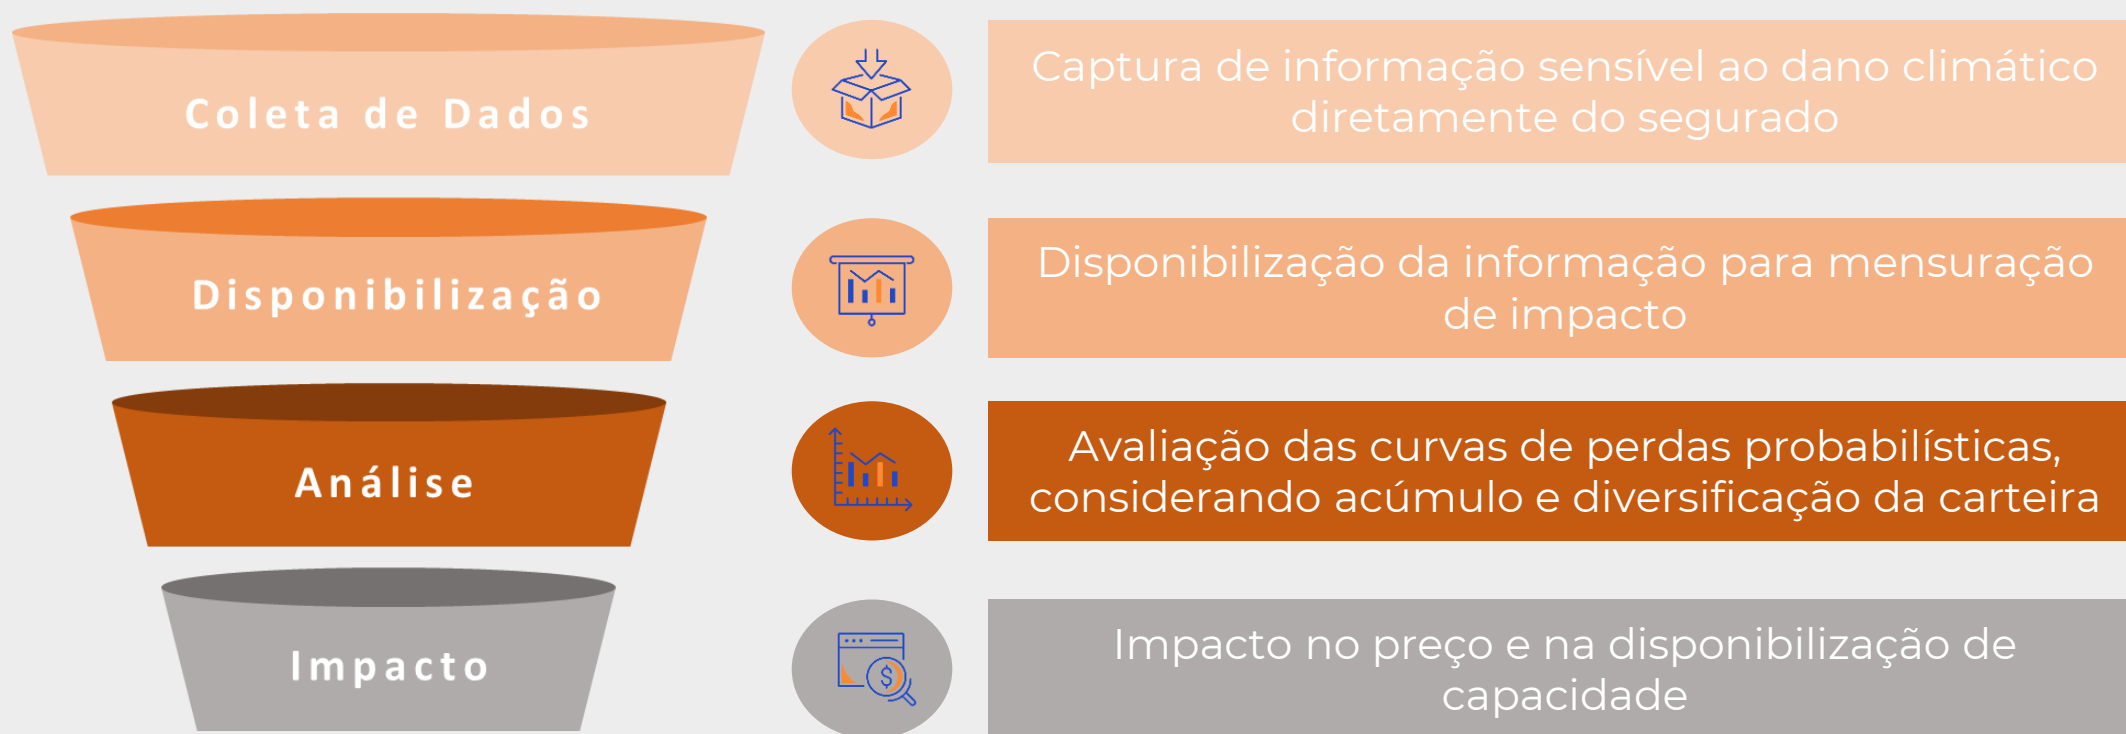 Coleta de Dados
Captura de informação sensível ao dano climático
diretamente do segurado
Disponibilização
Disponibilização da informação para mensuração
de impacto
Análise
Avaliação das curvas de perdas probabilísticas,
considerando acúmulo e diversificação da carteira
Impacto
$
Impacto no preço e na disponibilização de
capacidade